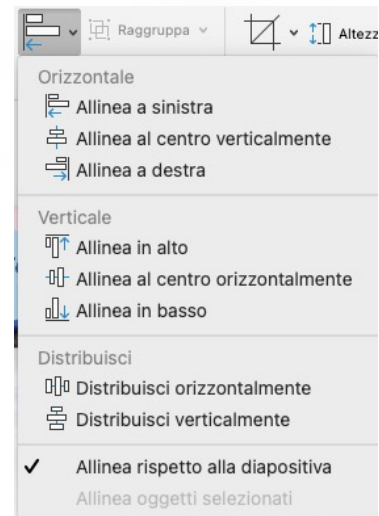 Raggruppa
Altezz
Orizzontale
Allinea a sinistra
Allinea al centro verticalmente
Allinea a destra
Verticale
Allinea in alto
Allinea al centro orizzontalmente
Allinea in basso
Distribuisci
Distribuisci orizzontalmente
Distribuisci verticalmente
Allinea rispetto alla diapositiva
Allinea oggetti selezionati